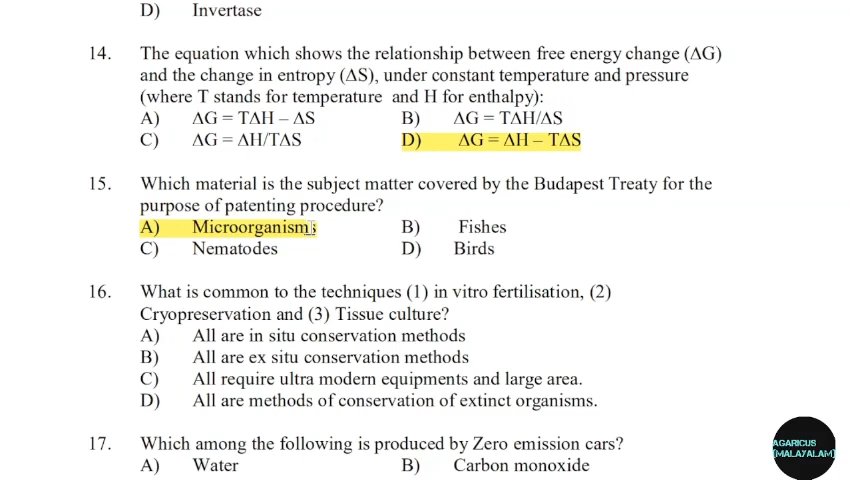 D) Invertase
14. The equation which shows the relationship between free energy change (ΔG)
and the change in entropy (ΔS), under constant temperature and pressure
(where T stands for temperature and H for enthalpy):
A) ΔG = TΔH – ΔS B) ΔG = TΔH/ΔS
C) ΔG = ΔH/TΔS D) ΔG = ΔH – TΔS
15. Which material is the subject matter covered by the Budapest Treaty for the
purpose of patenting procedure?
A) Microorganisms B) Fishes
C) Nematodes D) Birds
16. What is common to the techniques (1) in vitro fertilisation, (2)
Cryopreservation and (3) Tissue culture?
A) All are in situ conservation methods
B) All are ex situ conservation methods
C) All require ultra modern equipments and large area.
D) All are methods of conservation of extinct organisms.
17. Which among the following is produced by Zero emission cars?
A) Water B) Carbon monoxide
AGARICUS
[MALAYALAM]